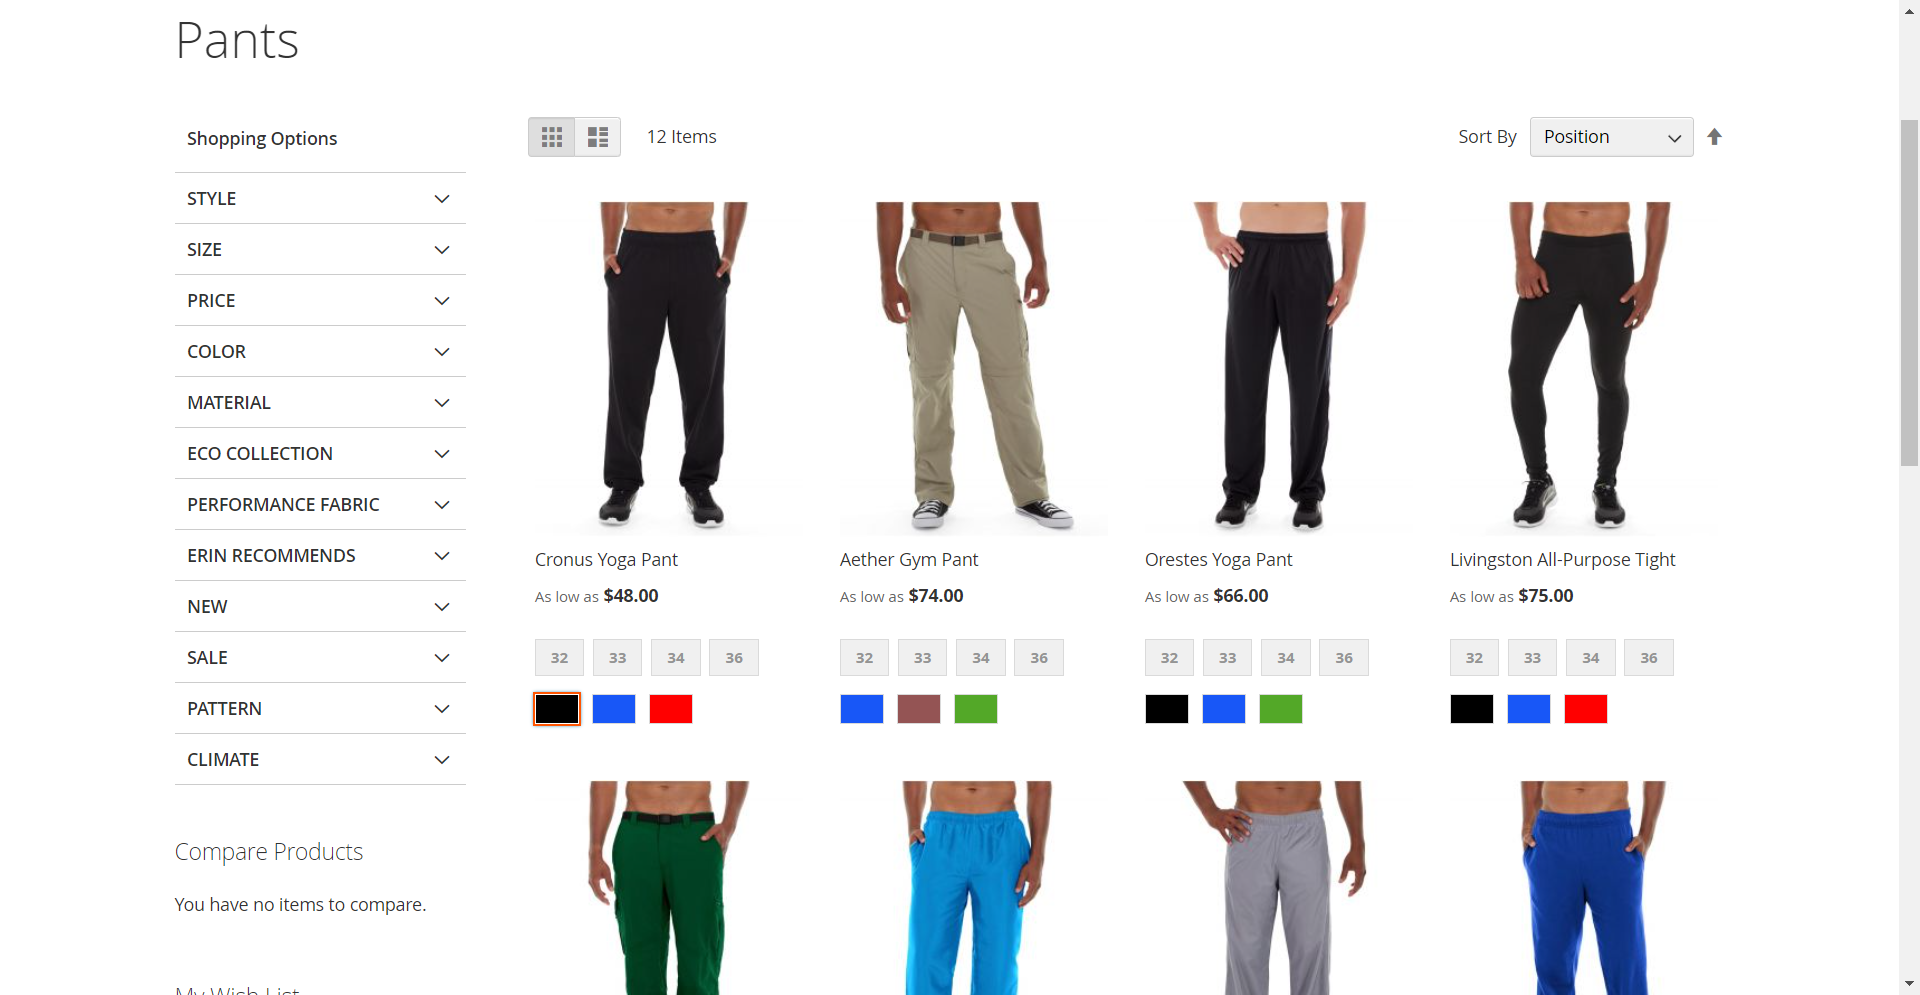 Pants
Shopping Options
STYLE
SIZE
PRICE
COLOR
MATERIAL
ECO COLLECTION
PERFORMANCE FABRIC
ERIN RECOMMENDS
NEW
SALE
PATTERN
CLIMATE
Compare Products
You have no items to compare.
My Wish List
12 Items
Sort By Position
Cronus Yoga Pant
As low as $48.00
32 33 34 36
Aether Gym Pant
As low as $74.00
32 33 34 36
Orestes Yoga Pant
As low as $66.00
32 33 34 36
Livingston All-Purpose Tight
As low as $75.00
32 33 34 36